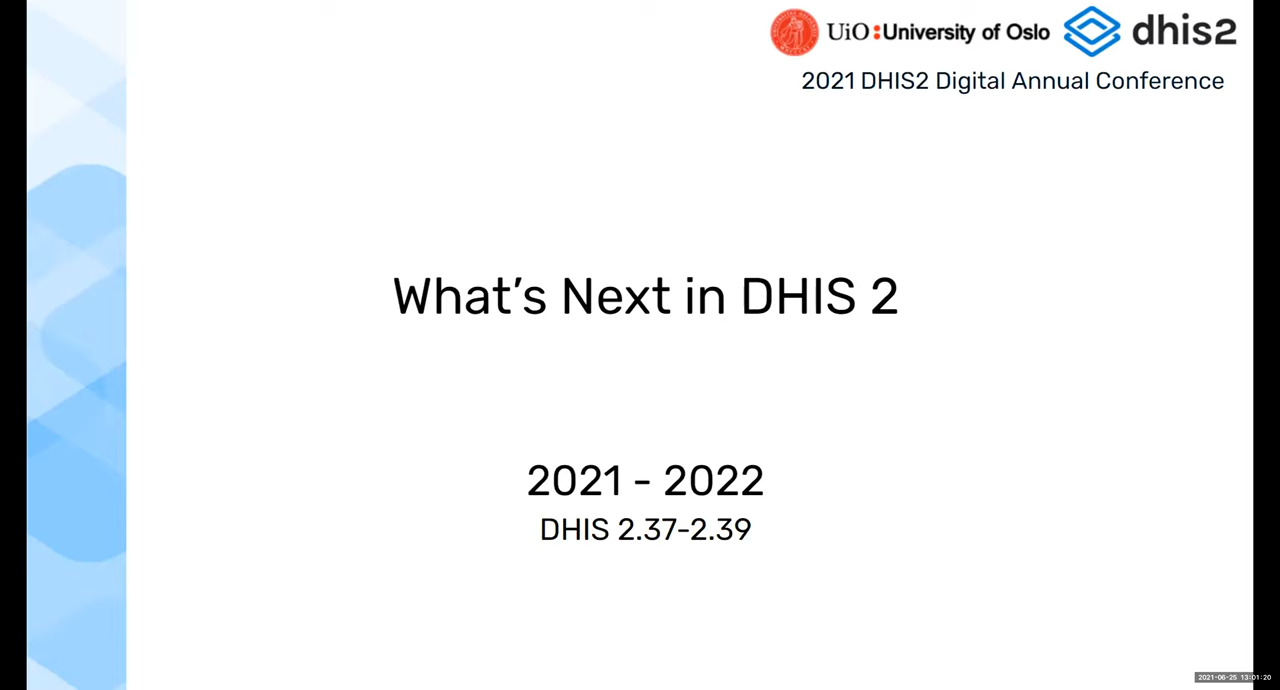 UiO:University of Oslo dhis2
2021 DHIS2 Digital Annual Conference
What's Next in DHIS 2
2021 - 2022
DHIS 2.37-2.39
2021-06-25 13:01:20